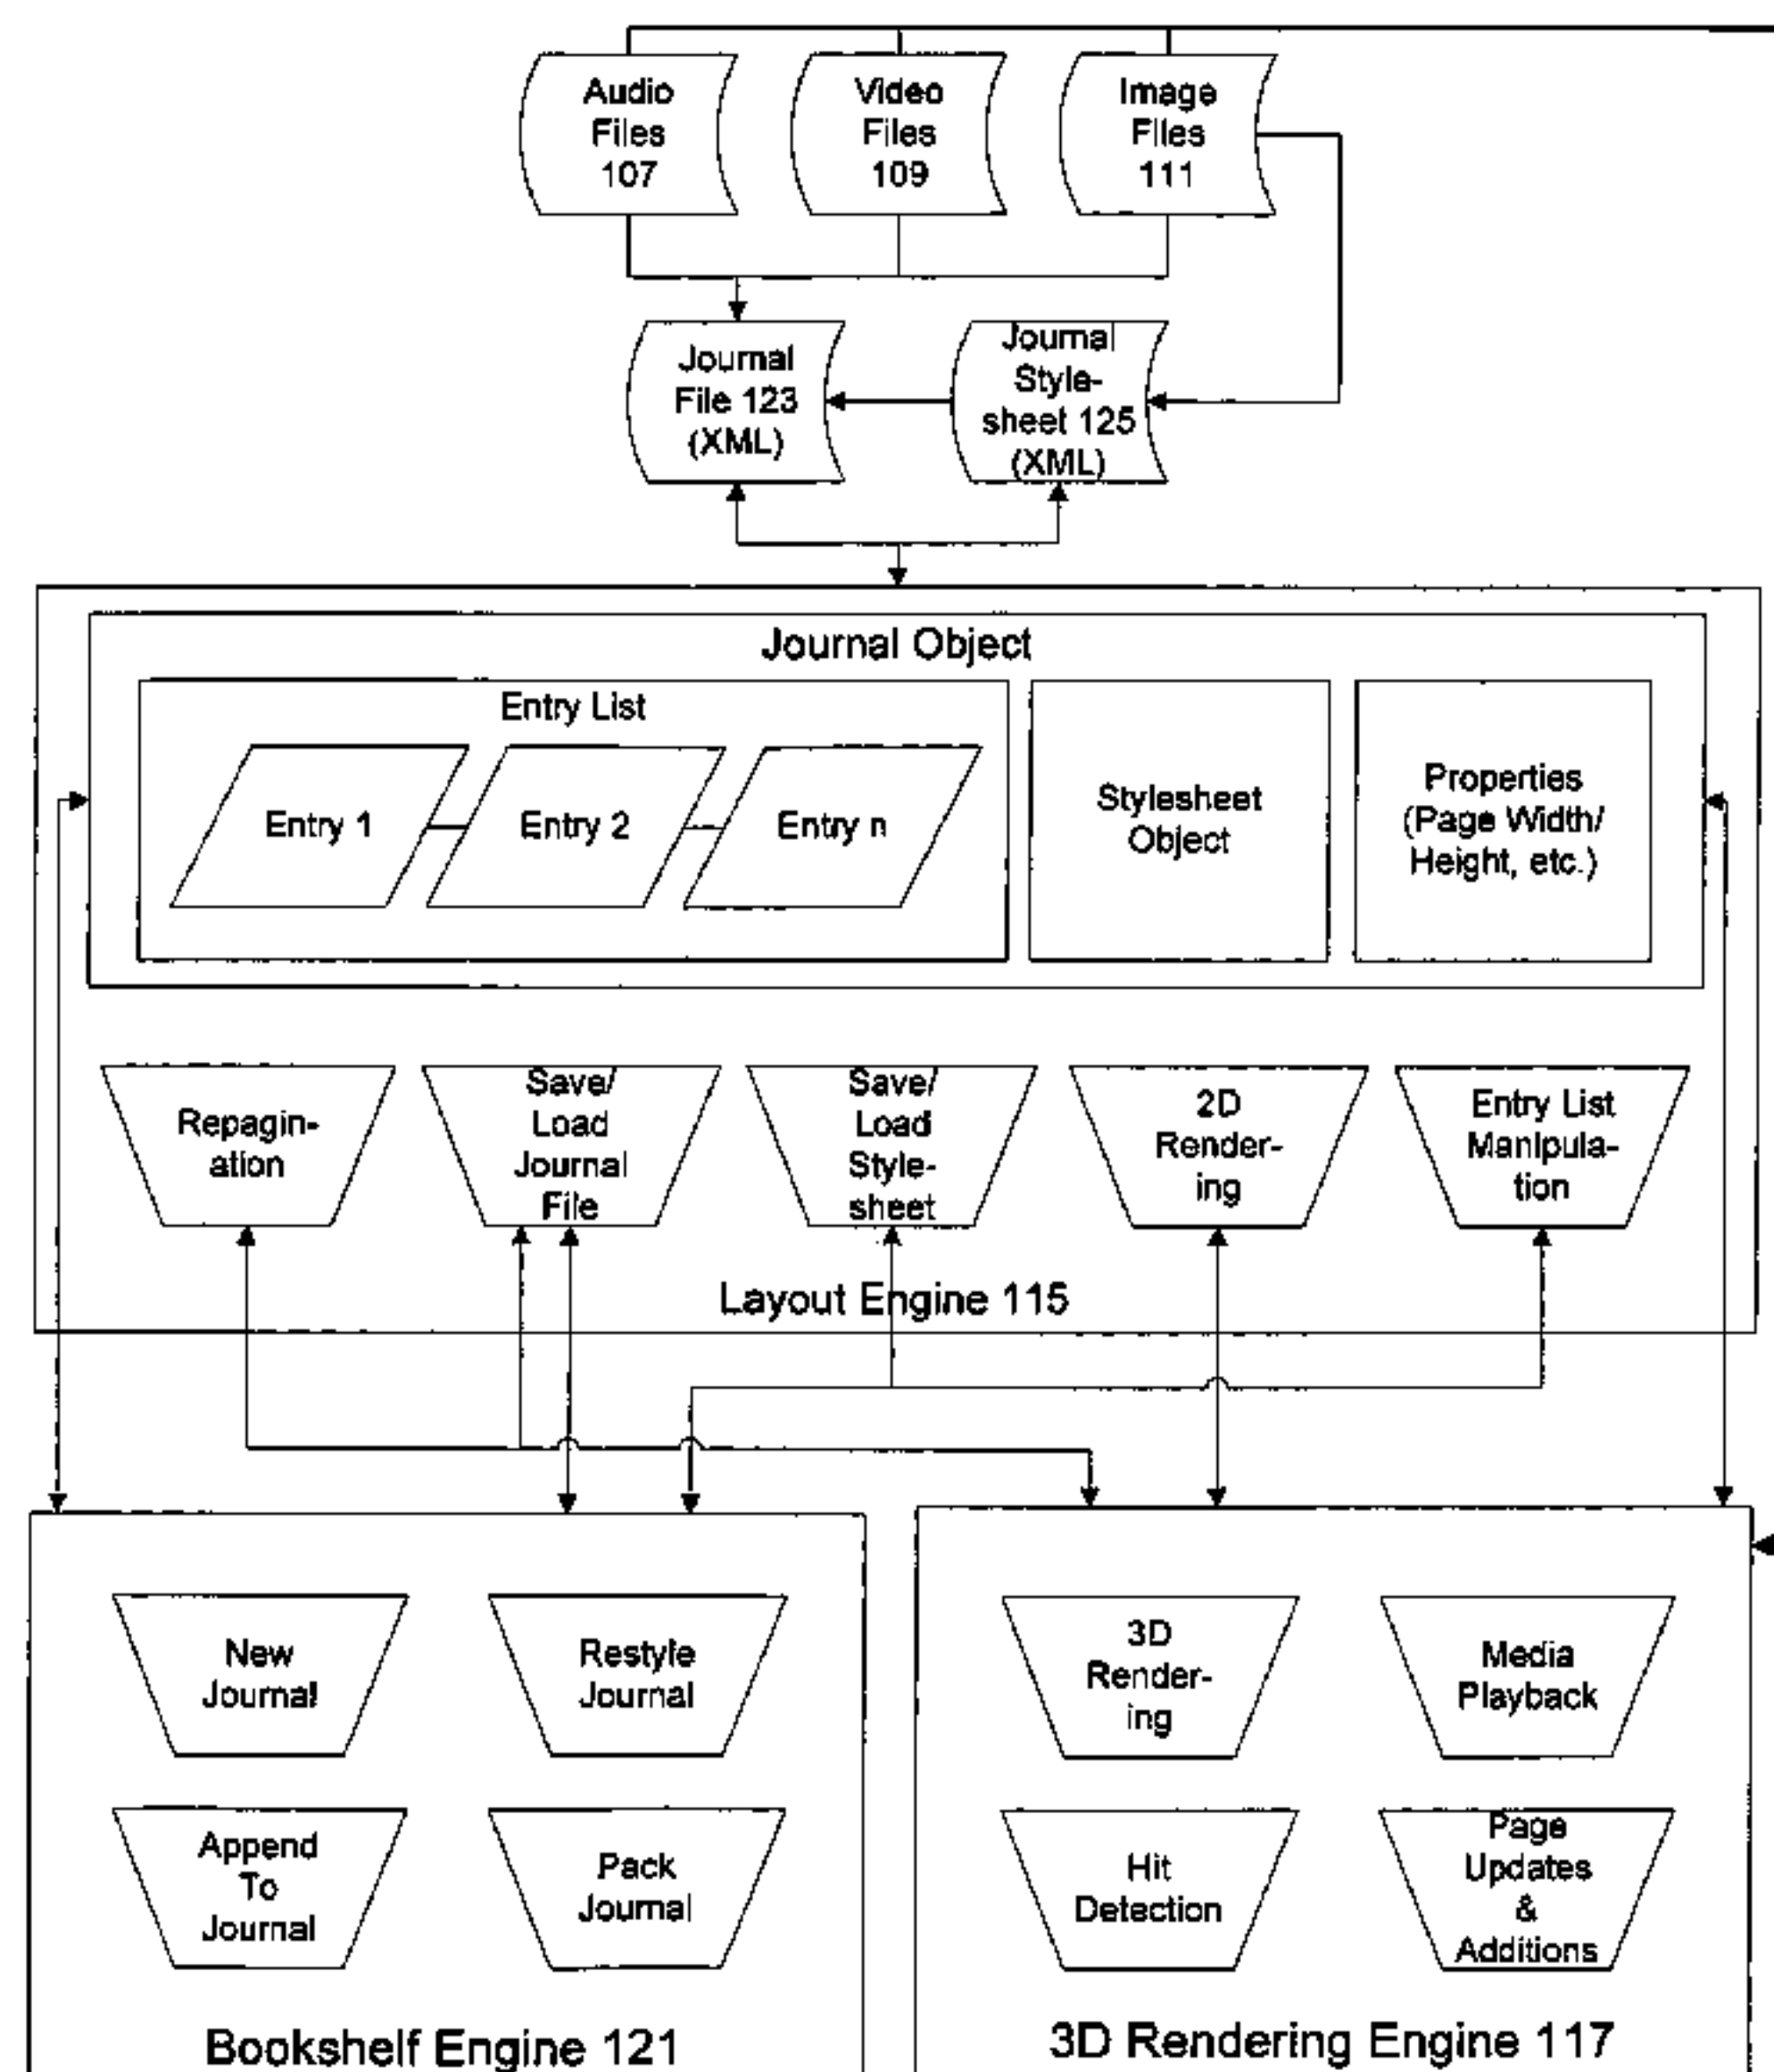 Audio
Files
107
Video
Files
109
Image
Files
111
Journal
File 123
(XML)
Journal
Style-
sheet 125
(XML)
Journal Object
Entry List
Entry 1
Entry 2
Entry n
Stylesheet
Object
Properties
(Page Width/
Height, etc.)
Repagin-
ation
Save/
Load
Journal
File
Save/
Load
Style-
sheet
2D
Render-
ing
Entry List
Manipula-
tion
Layout Engine 115
New
Journal
Restyle
Journal
3D
Render-
ing
Media
Playback
Append
To
Journal
Pack
Journal
Hit
Detection
Page
Updates
&
Additions
Bookshelf Engine 121
3D Rendering Engine 117